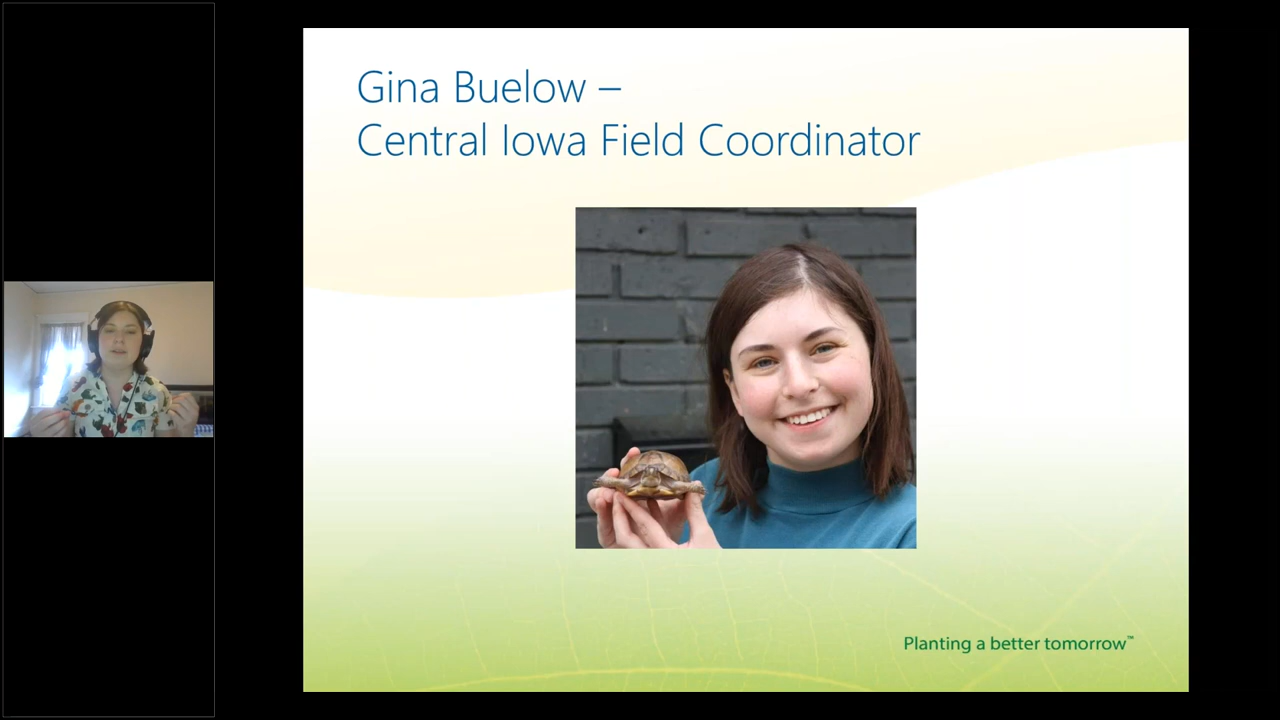 Gina Buelow –
Central Iowa Field Coordinator
Planting a better tomorrow™